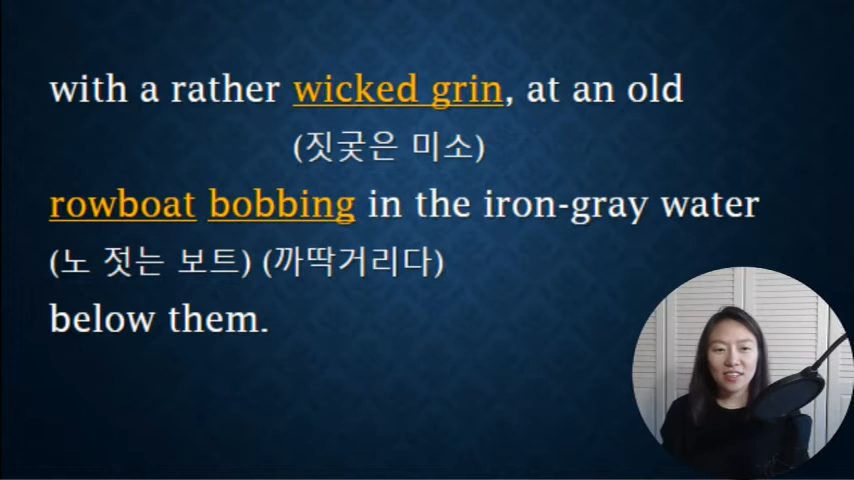 with a rather wicked grin, at an old
(짓궂은 미소)
rowboat bobbing in the iron-gray water
(노 젓는 보트) (까딱거리다)
below them.